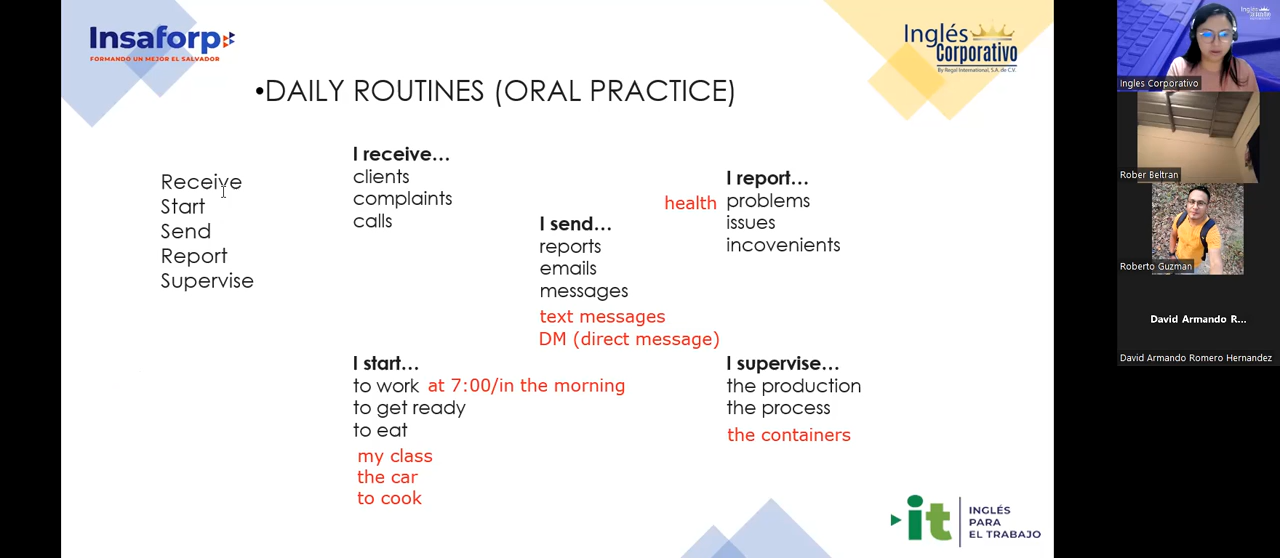 Insaforp
FORMANDO UN MEJOR EL SALVADOR
Inglés
Corporativo
By Regal International, S.A. de C.V.
•DAILY ROUTINES (ORAL PRACTICE)
Receive
Start
Send
Report
Supervise
I receive...
clients
complaints
calls
I send...
reports
emails
messages
text messages
DM (direct message)
I report...
health problems
issues
incovenients
I start...
to work at 7:00/in the morning
to get ready
to eat
my class
the car
to cook
I supervise...
the production
the process
the containers
it
INGLÉS
PARA
EL TRABAJO
Ingles Corporativo
Rober Beltran
Roberto Guzman
David Armando R...
David Armando Romero Hernandez